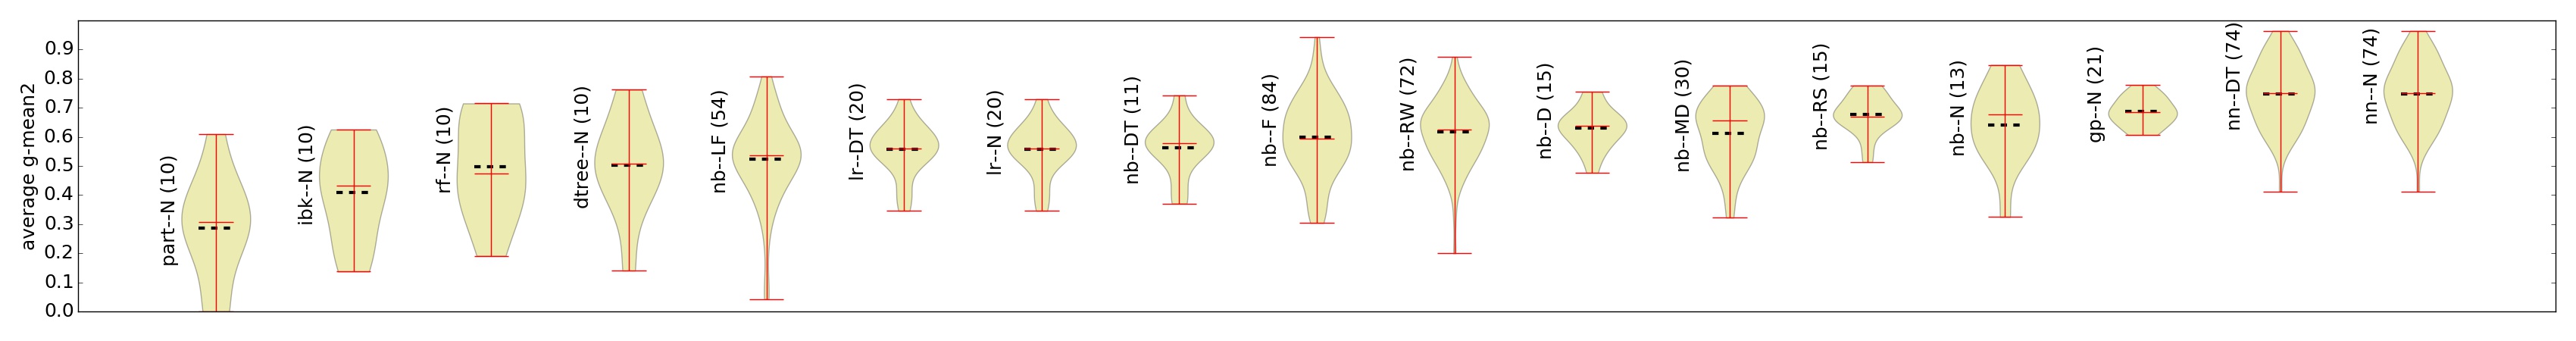 average g-mean2
0.9
0.8
0.7
0.6
0.5
0.4
0.3
0.2
0.1
0.0
part--N (10)
ibk--N (10)
rf--N (10)
dtree--N (10)
nb--LF (54)
lr--DT (20)
lr--N (20)
nb--DT (11)
nb--F (84)
nb--RW (72)
nb--D (15)
nb--MD (30)
nb--RS (15)
nb--N (13)
gp--N (21)
nn--DT (74)
nn--N (74)